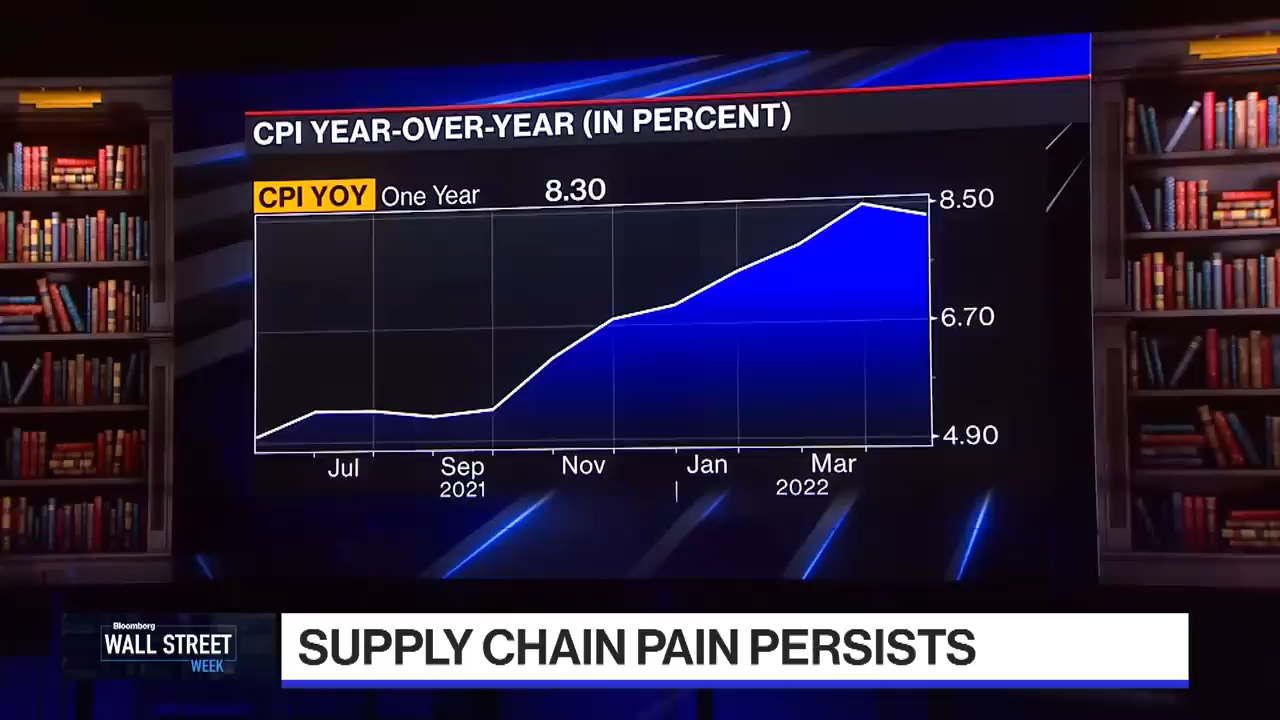 CPI YEAR-OVER-YEAR (IN PERCENT)
CPI YOY One Year 8.30
8.50
6.70
4.90
Jul Sep Nov Jan Mar
2021 2022
Bloomberg
WALL STREET
WEEK
SUPPLY CHAIN PAIN PERSISTS